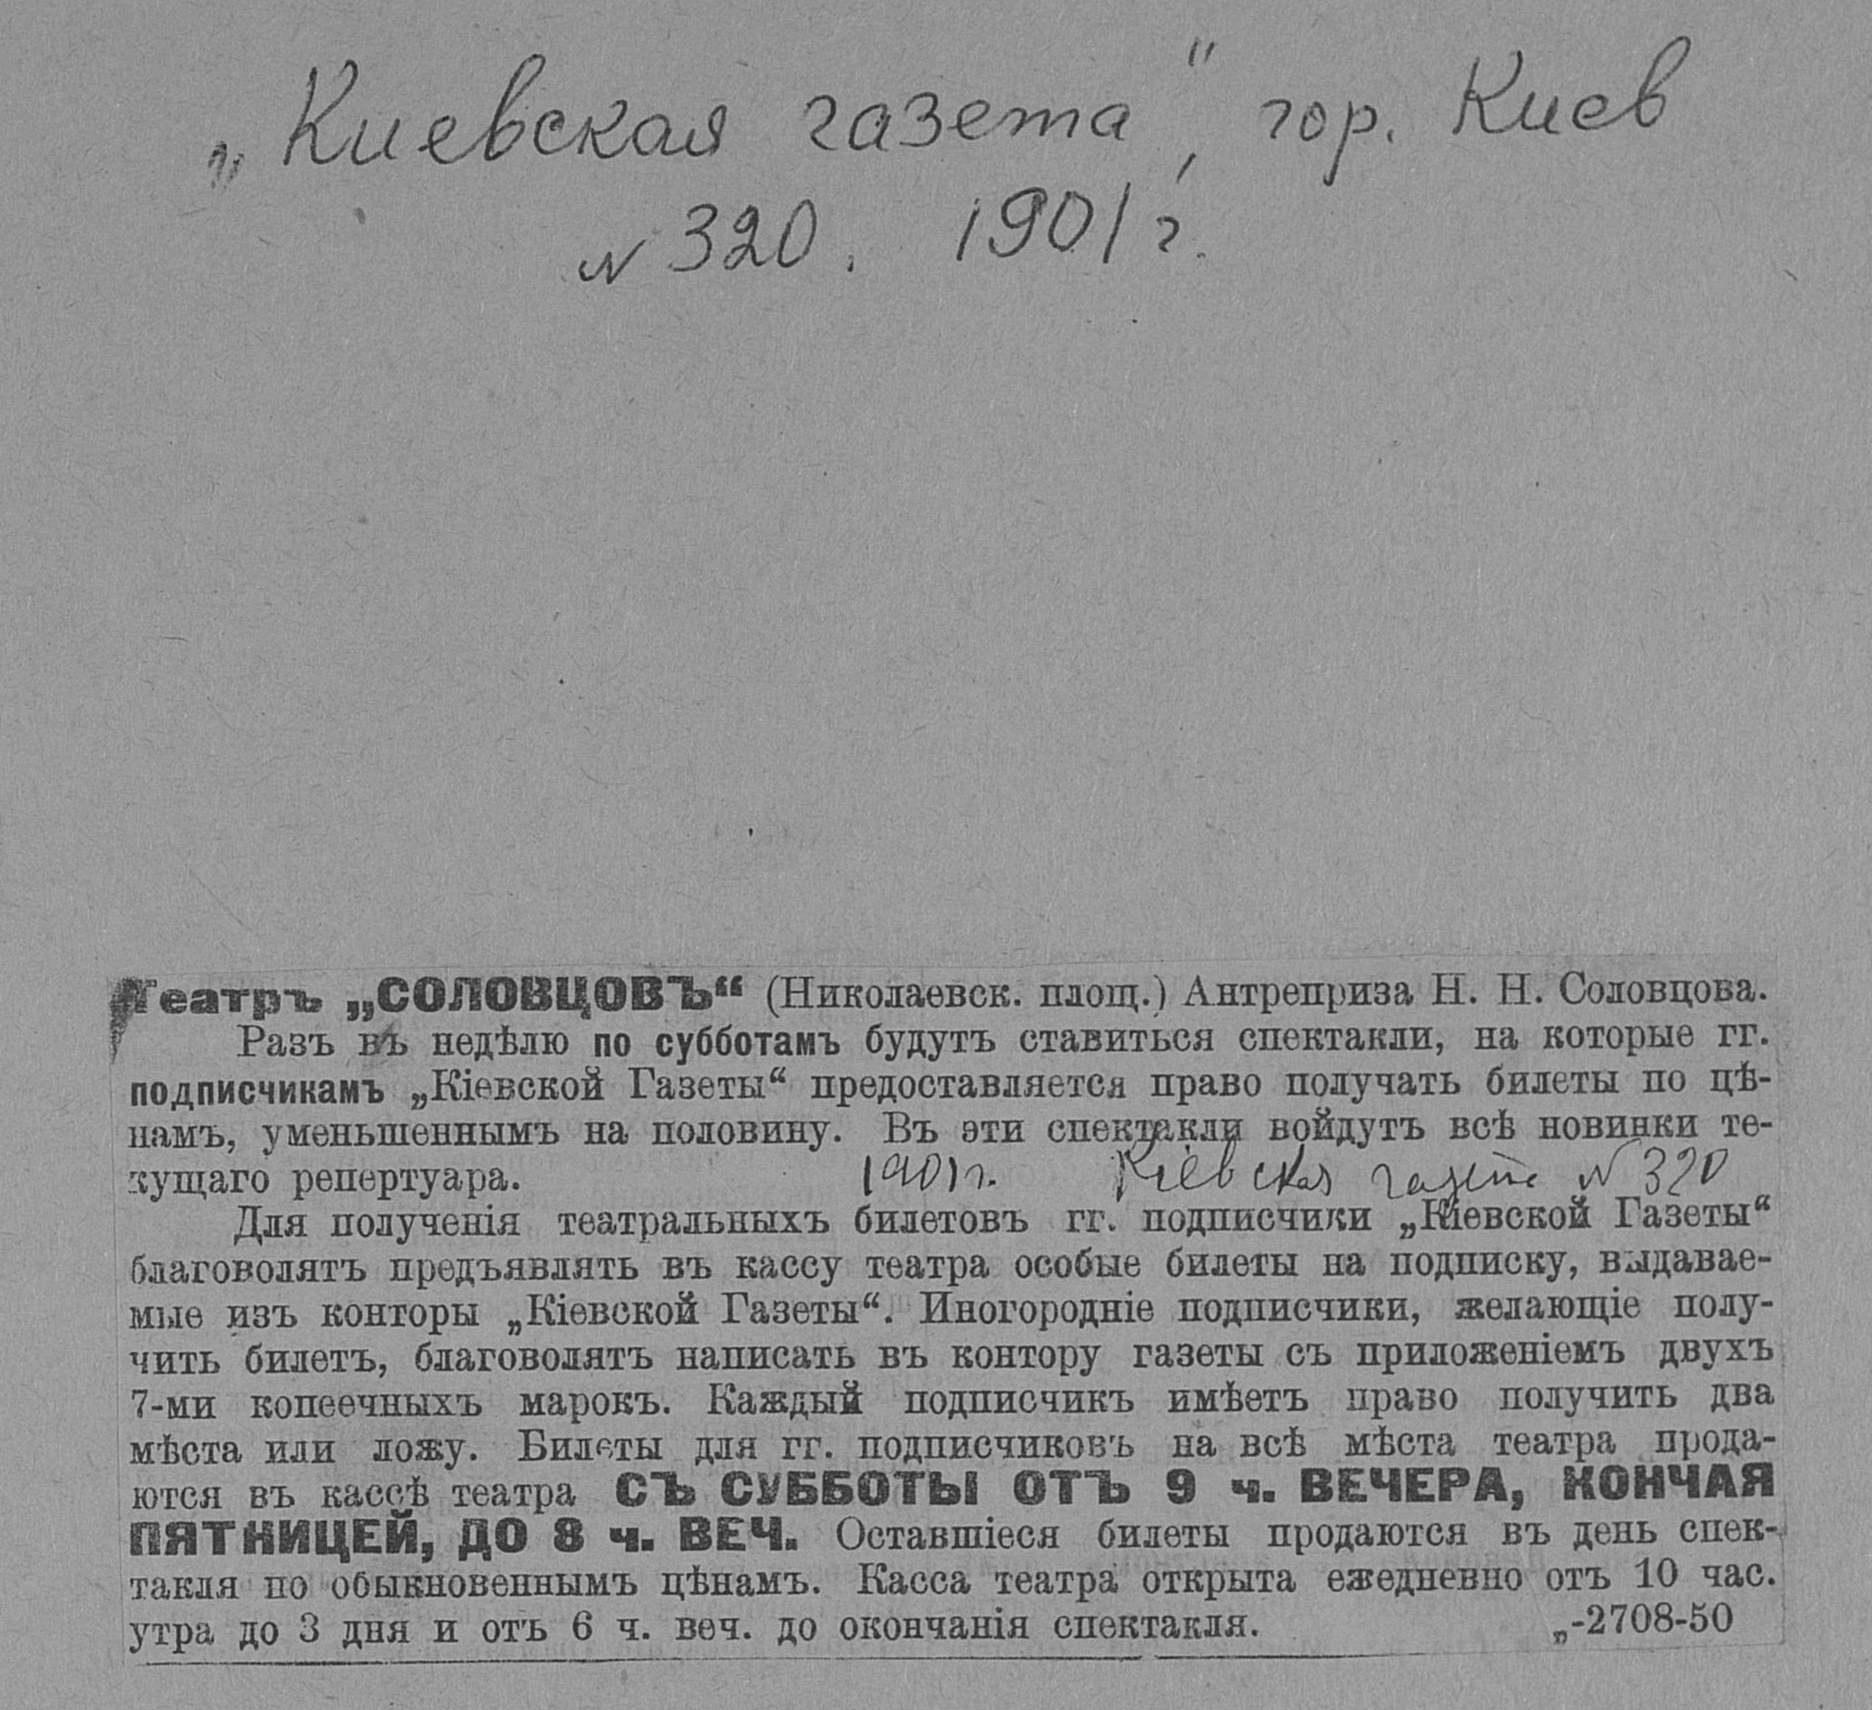 „Киевская газета", гор. Киев
№ 320. 1901 г.
Театръ „СОЛОВЦОВЪ“ (Николаевск. площ.) Антреприза Н. Н. Соловцова.
Разъ въ недѣлю по субботамъ будутъ ставиться спектакли, на которые гг.
подписчикамъ „Кіевской Газеты“ предоставляется право получать билеты по цѣ-
намъ, уменьшеннымъ на половину. Въ эти спектакли войдутъ всѣ новинки те-
кущаго репертуара.
1901 г. Кіевская газета № 320
Для полученія театральныхъ билетовъ гг. подписчики „Кіевской Газеты“
благоволятъ предъявлять въ кассу театра особые билеты на подписку, выдавае-
мые изъ конторы „Кіевской Газеты“. Иногородніе подписчики, желающіе полу-
чить билетъ, благоволятъ написать въ контору газеты съ приложеніемъ двухъ
7-ми копеечныхъ марокъ. Каждый подписчикъ имѣетъ право получить два
мѣста или ложу. Билеты для гг. подписчиковъ на всѣ мѣста театра прода-
ются въ кассѣ театра СЪ СУББОТЫ ОТЪ 9 ч. ВЕЧЕРА, КОНЧАЯ
ПЯТНИЦЕЙ, ДО 8 ч. ВЕЧ. Оставшіеся билеты продаются въ день спек-
такля по обыкновеннымъ цѣнамъ. Касса театра открыта ежедневно отъ 10 час.
утра до 3 дня и отъ 6 ч. веч. до окончанія спектакля. „-2708-50